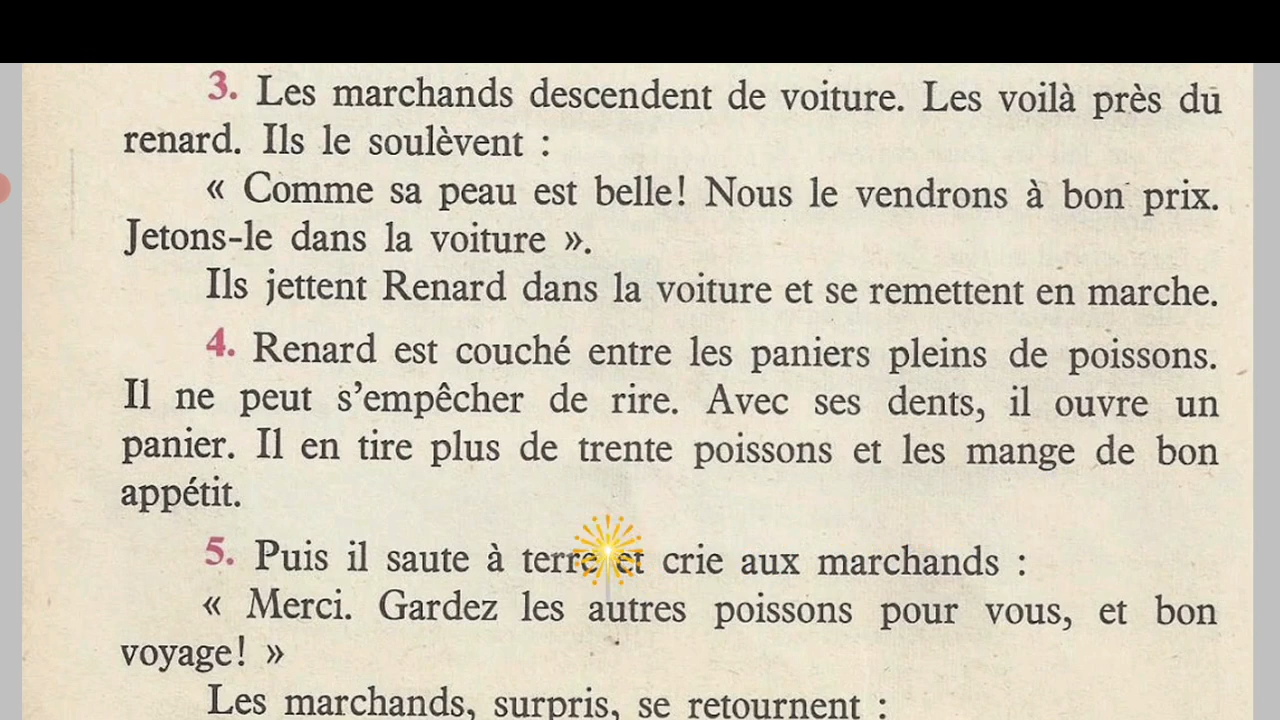 3. Les marchands descendent de voiture. Les voilà près du
renard. Ils le soulèvent :
« Comme sa peau est belle! Nous le vendrons à bon prix.
Jetons-le dans la voiture ».
Ils jettent Renard dans la voiture et se remettent en marche.
4. Renard est couché entre les paniers pleins de poissons.
Il ne peut s’empêcher de rire. Avec ses dents, il ouvre un
panier. Il en tire plus de trente poissons et les mange de bon
appétit.
5. Puis il saute à terre et crie aux marchands :
« Merci. Gardez les autres poissons pour vous, et bon
voyage! »
Les marchands, surpris, se retournent :